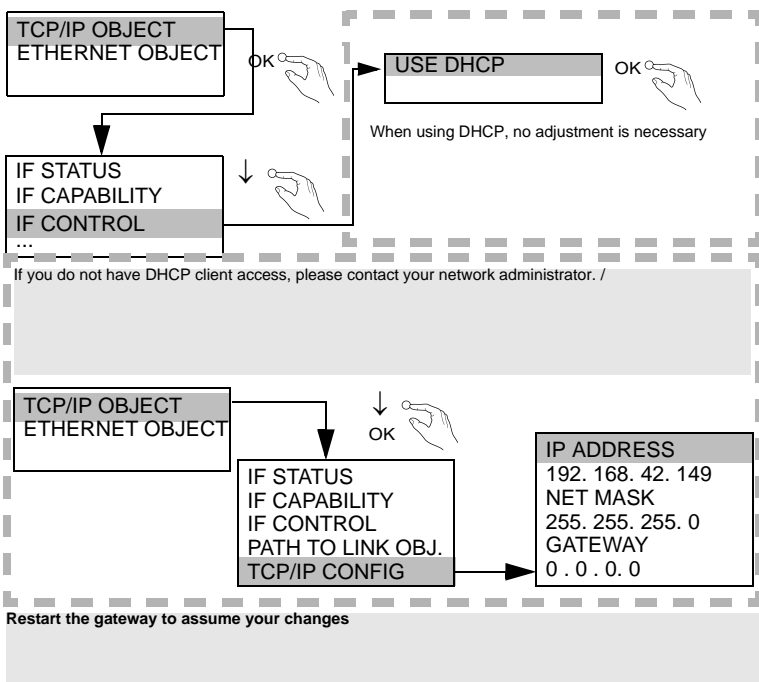 TCP/IP OBJECT
ETHERNET OBJECT
OK
USE DHCP
OK
When using DHCP, no adjustment is necessary
IF STATUS
IF CAPABILITY
IF CONTROL
...
↓
If you do not have DHCP client access, please contact your network administrator. /
TCP/IP OBJECT
ETHERNET OBJECT
↓
OK
IF STATUS
IF CAPABILITY
IF CONTROL
PATH TO LINK OBJ.
TCP/IP CONFIG
IP ADDRESS
192. 168. 42. 149
NET MASK
255. 255. 255. 0
GATEWAY
0 . 0 . 0. 0
Restart the gateway to assume your changes